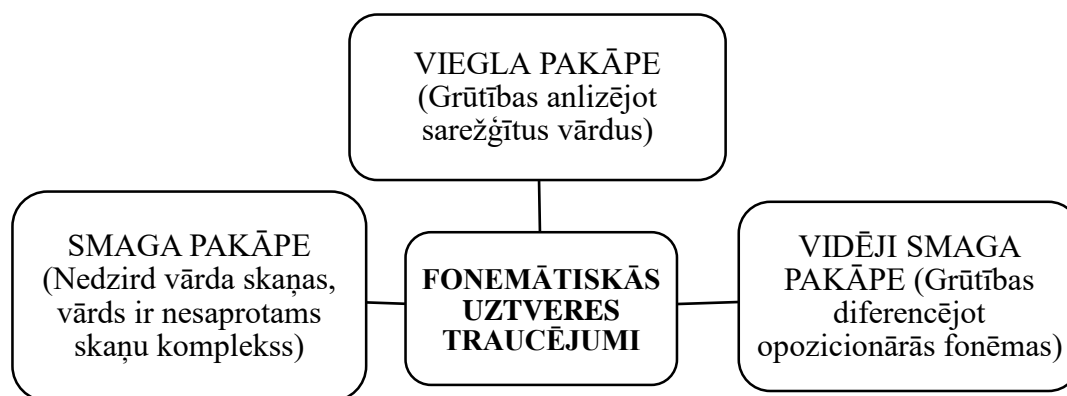 VIEGLA PAKĀPE
(Grūtības anlizējot
sarežģītus vārdus)
SMAGA PAKĀPE
(Nedzird vārda skaņas,
vārds ir nesaprotams
skaņu komplekss)
FONEMĀTISKĀS
UZTVERES
TRAUCĒJUMI
VIDĒJI SMAGA
PAKĀPE (Grūtības
diferencējot
opozicionārās fonēmas)